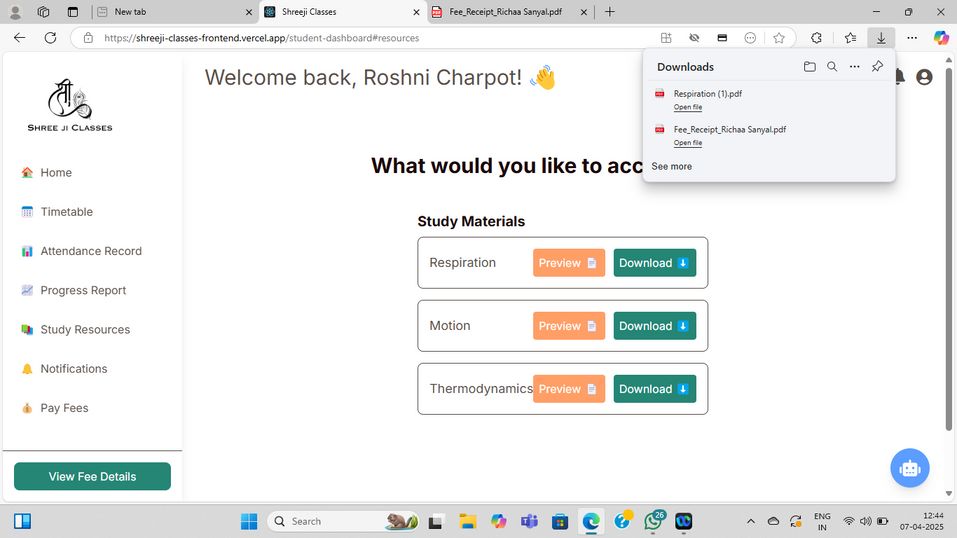 New tab
Shreeji Classes
Fee_Receipt_Richaa Sanyal.pdf
https://shreeji-classes-frontend.vercel.app/student-dashboard#resources
Downloads
Respiration (1).pdf
Open file
Fee_Receipt_Richaa Sanyal.pdf
Open file
See more
श्री जी
SHREE JI CLASSES
Welcome back, Roshni Charpot! 👋
Home
Timetable
Attendance Record
Progress Report
Study Resources
Notifications
Pay Fees
View Fee Details
What would you like to acc
Study Materials
Respiration Preview Download
Motion Preview Download
Thermodynamics Preview Download
Search
26
ENG
IN
12:44
07-04-2025